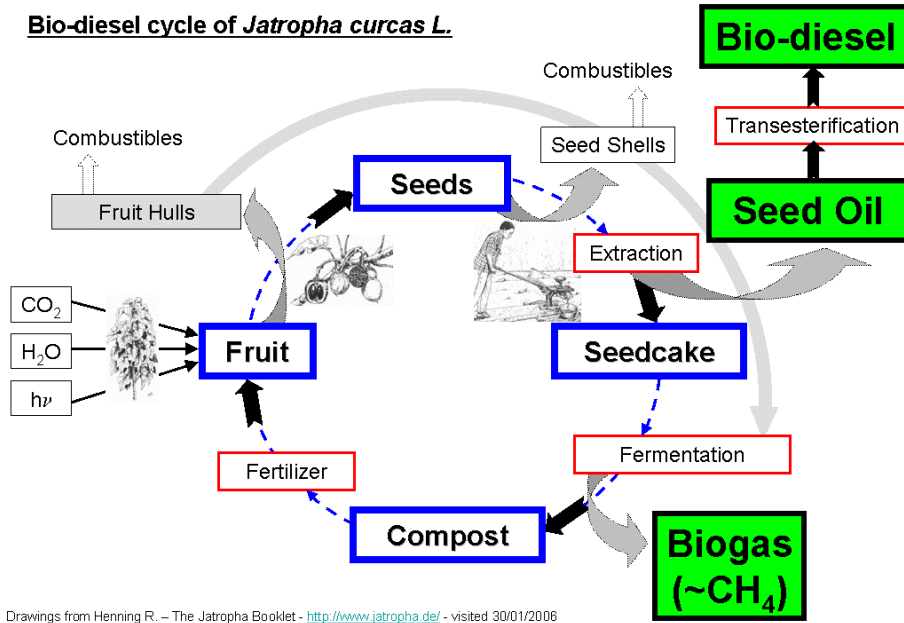 Bio-diesel cycle of Jatropha curcas L.
Bio-diesel
Combustibles
Transesterification
Combustibles
Seed Shells
Seeds
Fruit Hulls
Seed Oil
Extraction
CO₂
H₂O
hν
Fruit
Seedcake
Fermentation
Fertilizer
Compost
Biogas
(~CH₄)
Drawings from Henning R. – The Jatropha Booklet - http://www.jatropha.de/ - visited 30/01/2006